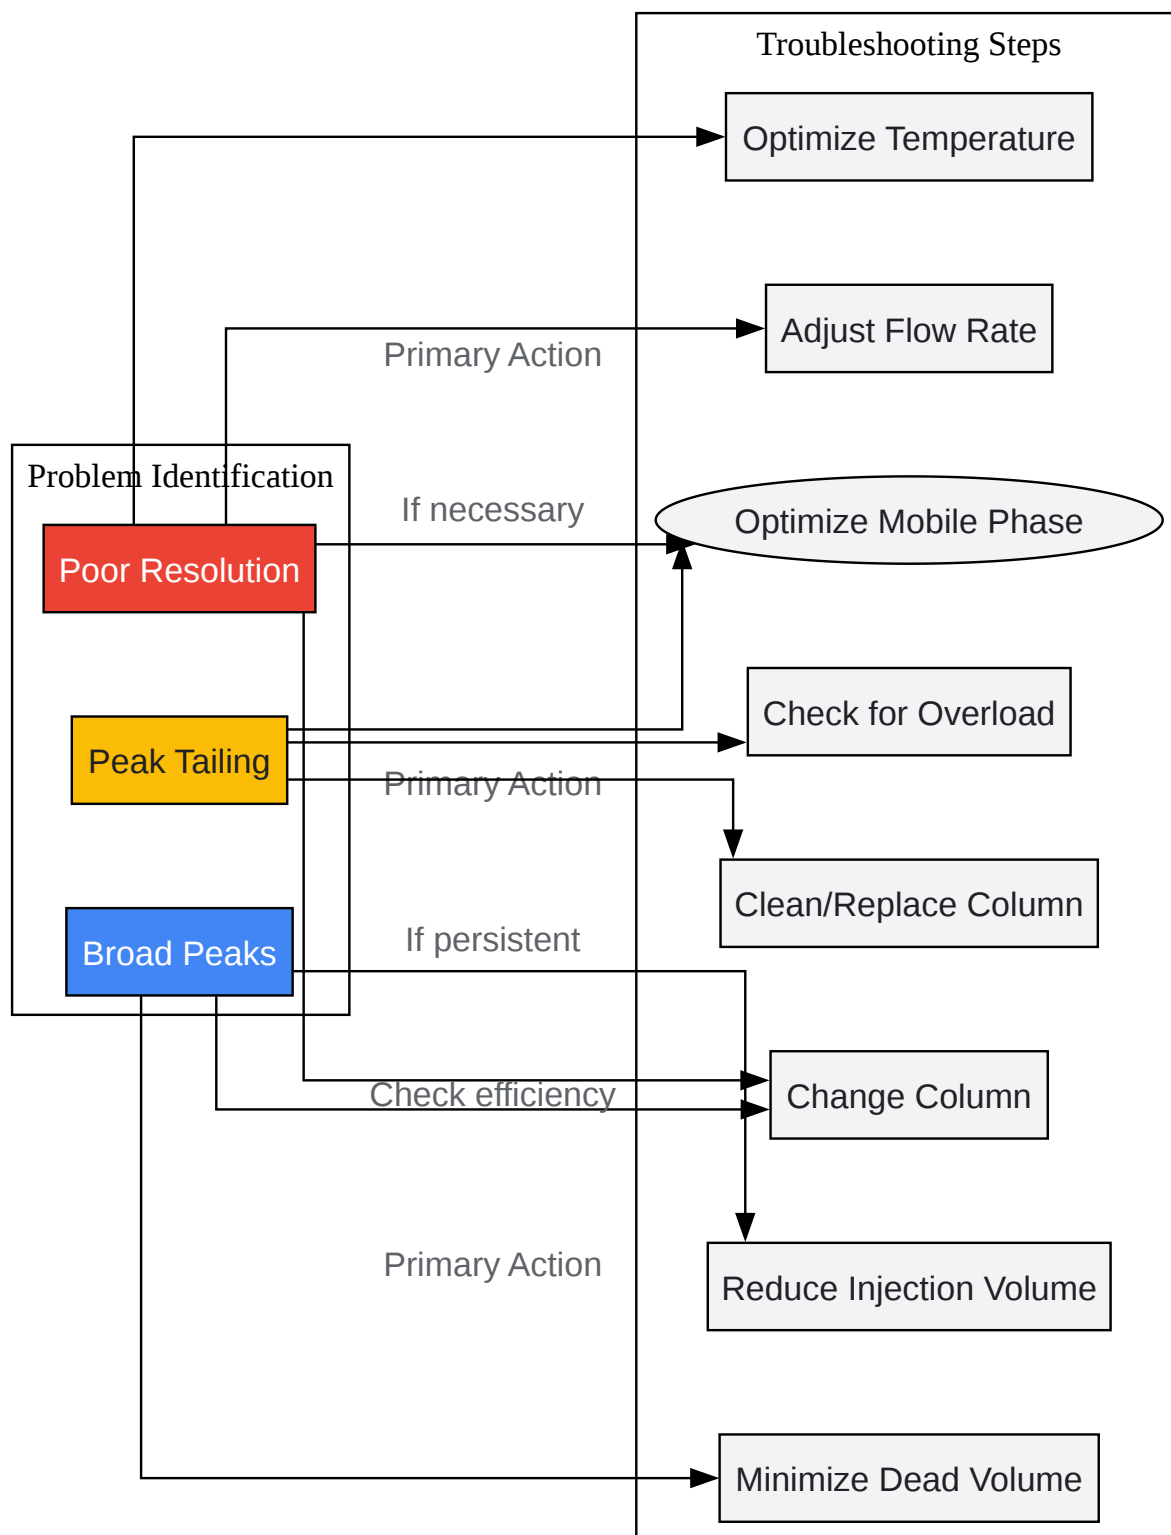 Troubleshooting Steps
Optimize Temperature
Adjust Flow Rate
Primary Action
Problem Identification
If necessary
Optimize Mobile Phase
Poor Resolution
Check for Overload
Peak Tailing
Primary Action
Clean/Replace Column
If persistent
Broad Peaks
Check efficiency
Change Column
Primary Action
Reduce Injection Volume
Minimize Dead Volume